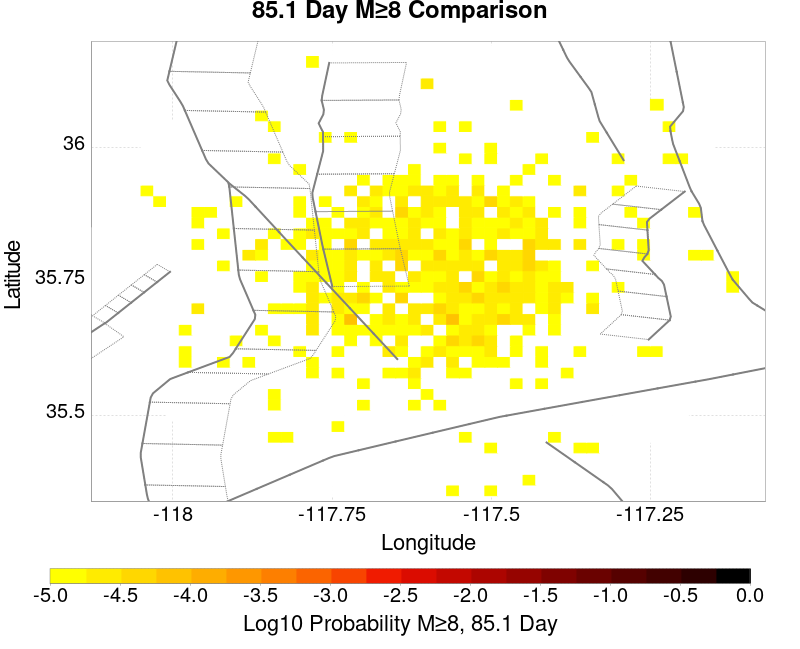 85.1 Day M≥8 Comparison
36
35.75
35.5
Latitude
-118 -117.75 -117.5 -117.25
Longitude
-5.0 -4.5 -4.0 -3.5 -3.0 -2.5 -2.0 -1.5 -1.0 -0.5 0.0
Log10 Probability M≥8, 85.1 Day